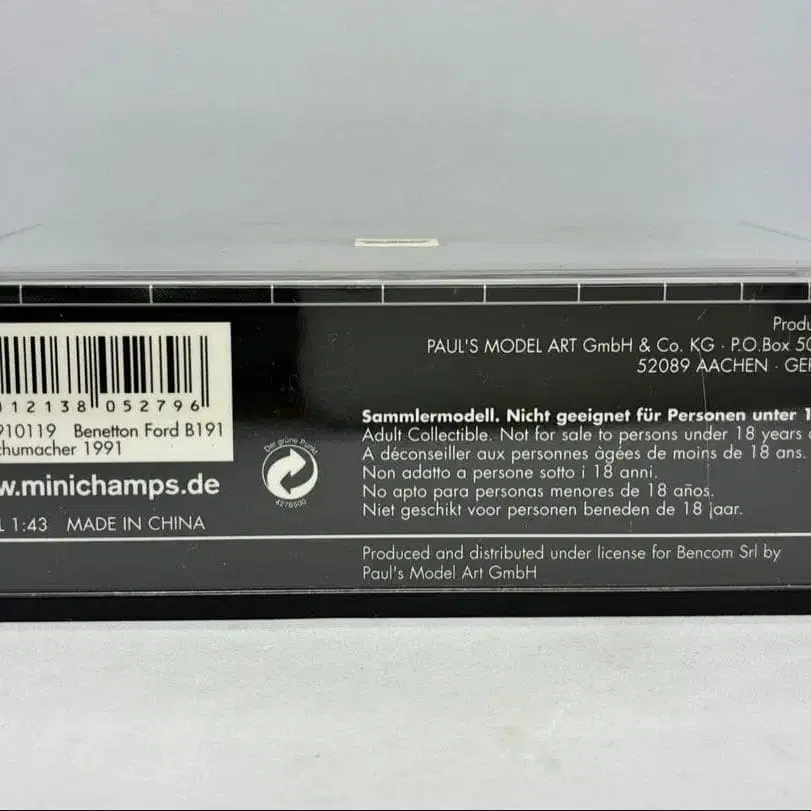 Produ
PAUL'S MODEL ART GmbH & Co. KG · P.O.Box 50
52089 AACHEN · GER
12138 052796
910119 Benetton Ford B191
chumacher 1991
w.minichamps.de
1:43 MADE IN CHINA
Der grüne Punkt
4276500
Sammlermodell. Nicht geeignet für Personen unter 1
Adult Collectible. Not for sale to persons under 18 years
A déconseiller aux personnes àgées de moins de 18 ans.
Non adatto a persone sotto i 18 anni.
No apto para personas menores de 18 años.
Niet geschikt voor personen beneden de 18 jaar.
Produced and distributed under license for Bencom Srl by
Paul's Model Art GmbH